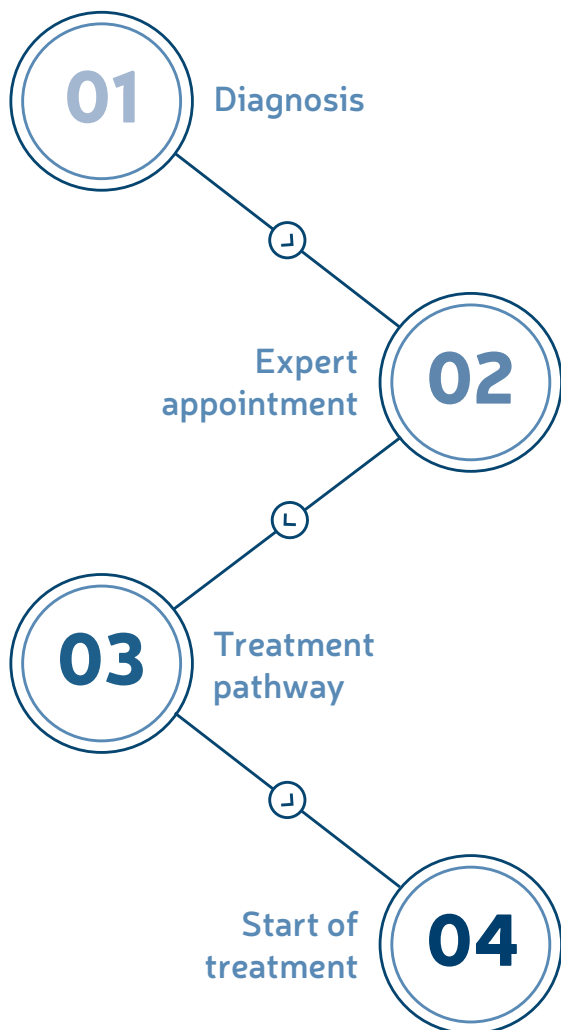 01
Diagnosis
Expert
appointment
02
03
Treatment
pathway
Start of
treatment
04